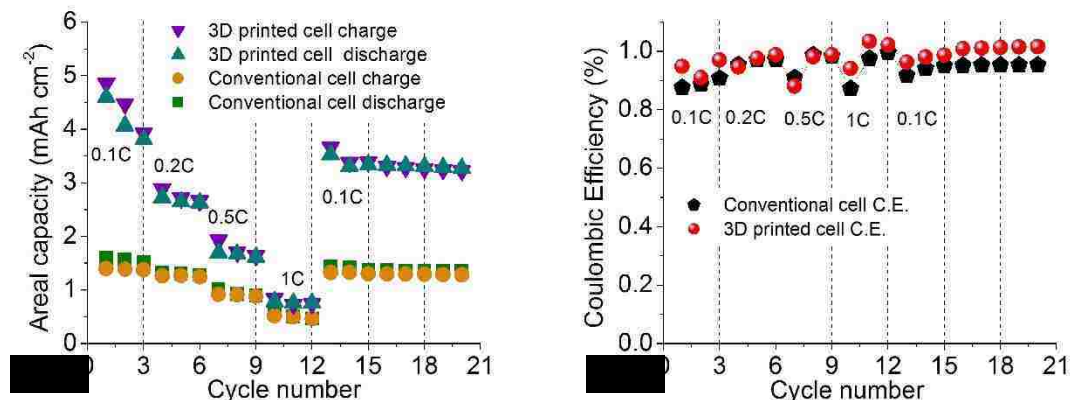 6
5
4
3
2
1
0
3D printed cell charge
3D printed cell discharge
Conventional cell charge
Conventional cell discharge
0.1C
0.2C
0.5C
1C
0.1C
0 3 6 9 12 15 18 21
Areal capacity (mAh cm-2)
Cycle number
1.0
0.8
0.6
0.4
0.2
0.0
0.1C
0.2C
0.5C
1C
0.1C
Conventional cell C.E.
3D printed cell C.E.
0 3 6 9 12 15 18 21
Coulombic Efficiency (%)
Cycle number